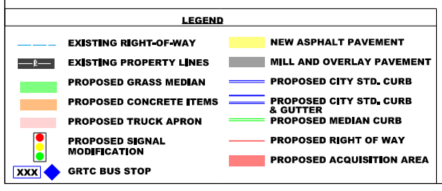 LEGEND
EXISTING RIGHT-OF-WAY
EXISTING PROPERTY LINES
PROPOSED GRASS MEDIAN
PROPOSED CONCRETE ITEMS
PROPOSED TRUCK APRON
PROPOSED SIGNAL
MODIFICATION
XXX GRTC BUS STOP
NEW ASPHALT PAVEMENT
MILL AND OVERLAY PAVEMENT
PROPOSED CITY STD. CURB
PROPOSED CITY STD. CURB
& GUTTER
PROPOSED MEDIAN CURB
PROPOSED RIGHT OF WAY
PROPOSED ACQUISITION AREA